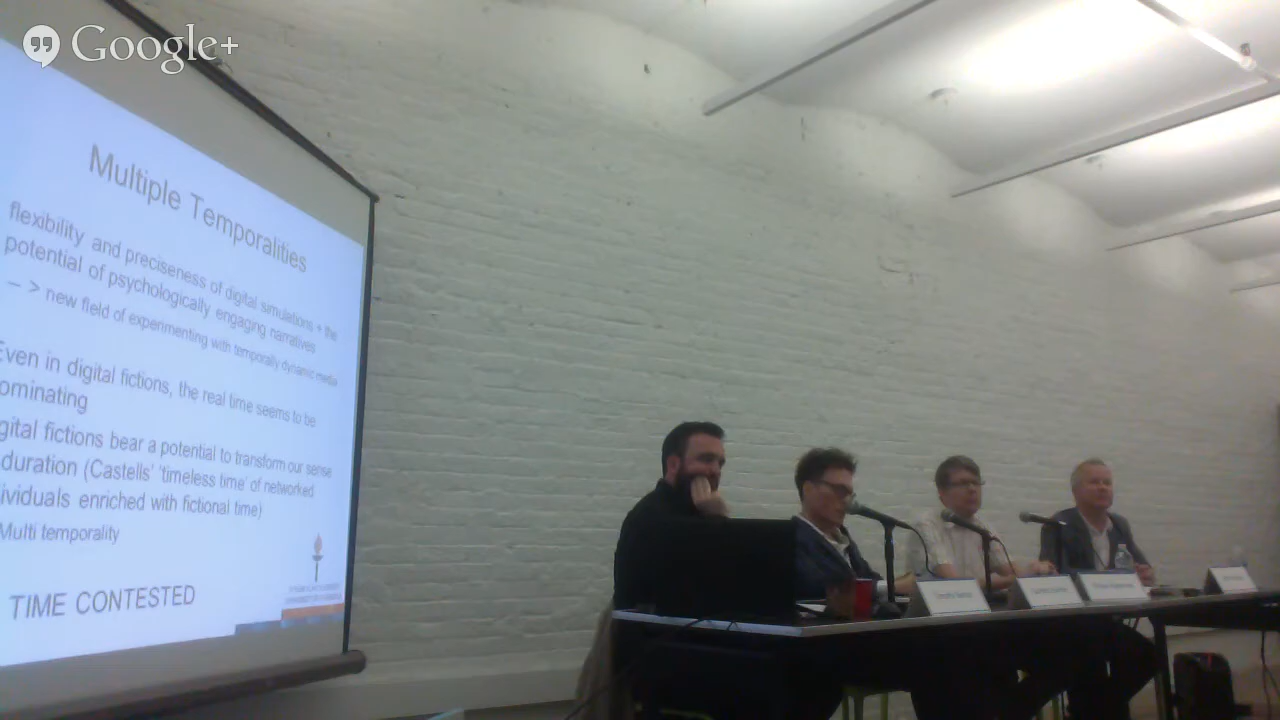 Google+
Multiple Temporalities
flexibility and preciseness of digital simulations + the
potential of psychologically engaging narratives
– > new field of experimenting with temporally dynamic media
Even in digital fictions, the real time seems to be
ominating
gital fictions bear a potential to transform our sense
duration (Castells' 'timeless time' of networked
ividuals enriched with fictional time)
Multi temporality
TIME CONTESTED